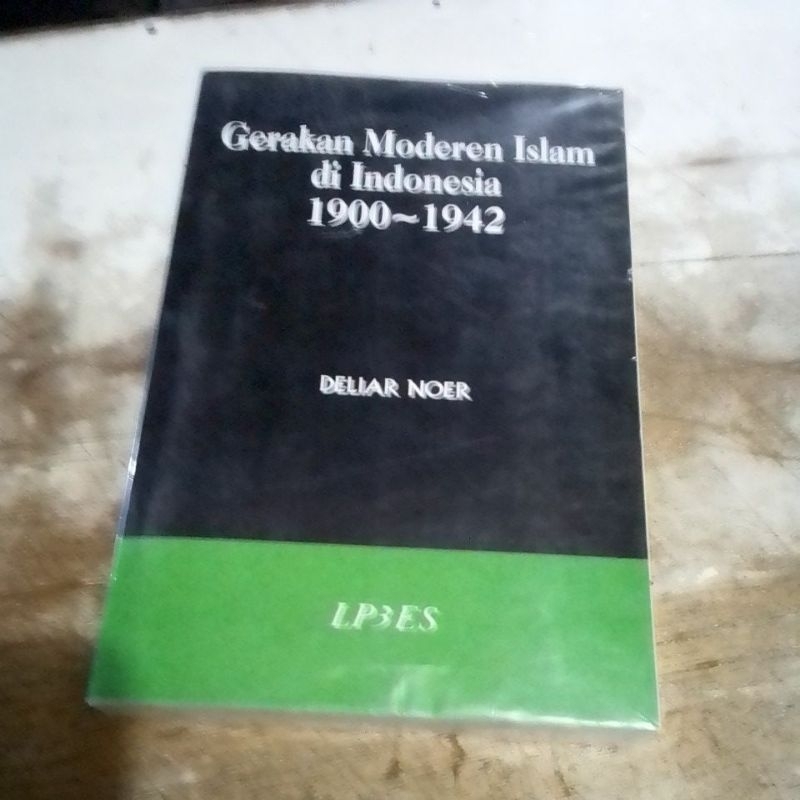 Gerakan Moderen Islam
di Indonesia
1900~1942
DELIAR NOER
LP3ES